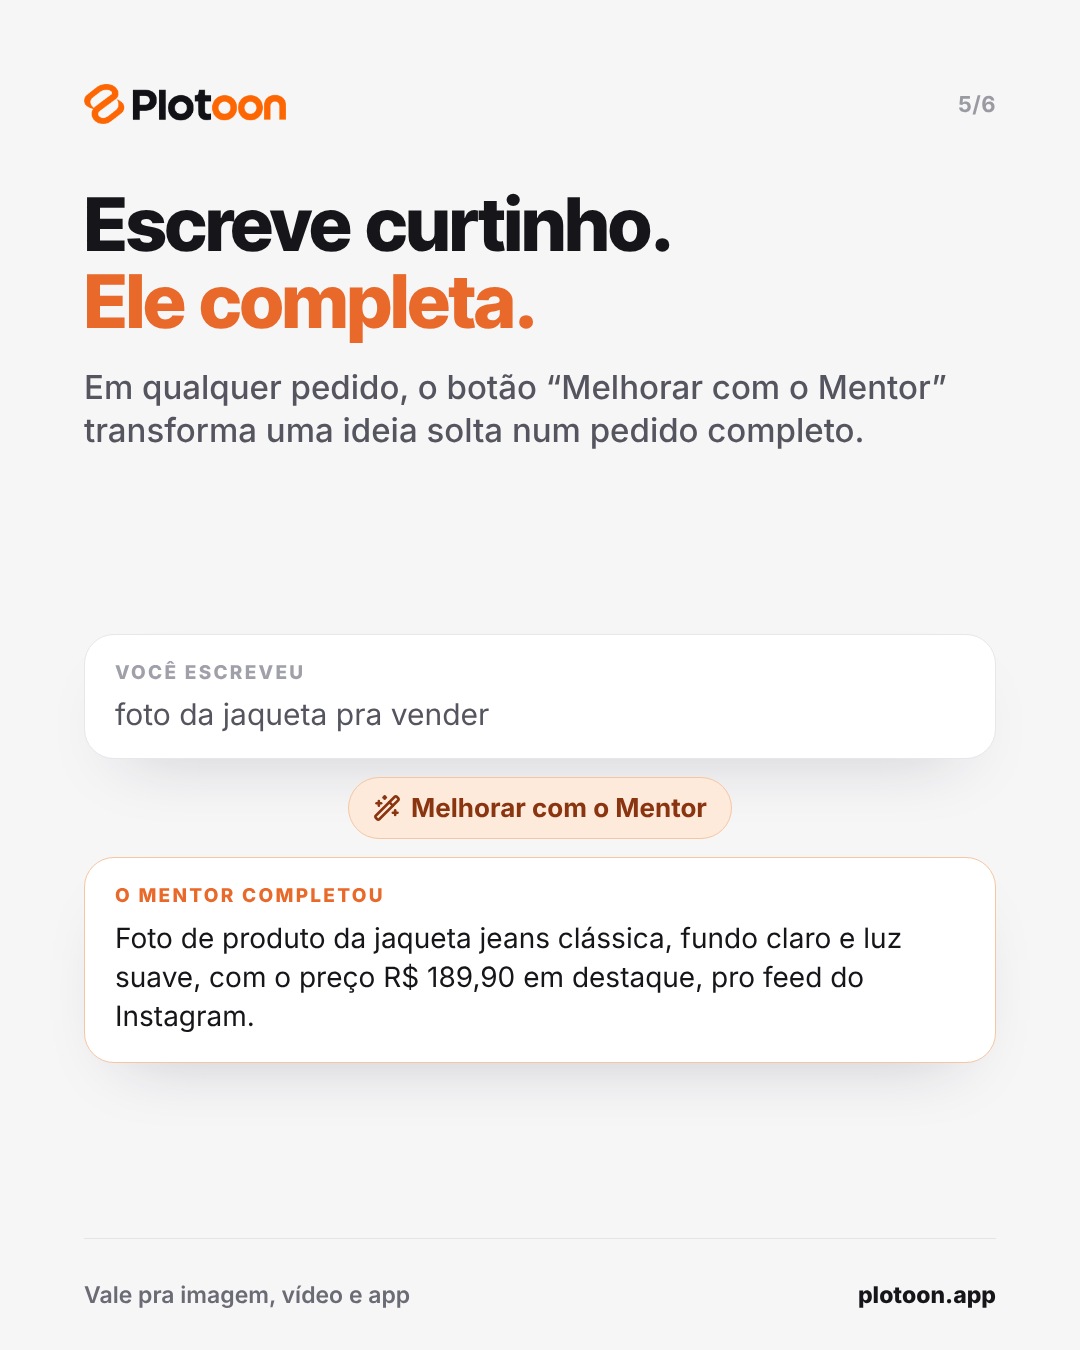 Plotoon
5/6
Escreve curtinho.
Ele completa.
Em qualquer pedido, o botão “Melhorar com o Mentor”
transforma uma ideia solta num pedido completo.
VOCÊ ESCREVEU
foto da jaqueta pra vender
Melhorar com o Mentor
O MENTOR COMPLETOU
Foto de produto da jaqueta jeans clássica, fundo claro e luz
suave, com o preço R$ 189,90 em destaque, pro feed do
Instagram.
Vale pra imagem, vídeo e app
plotoon.app